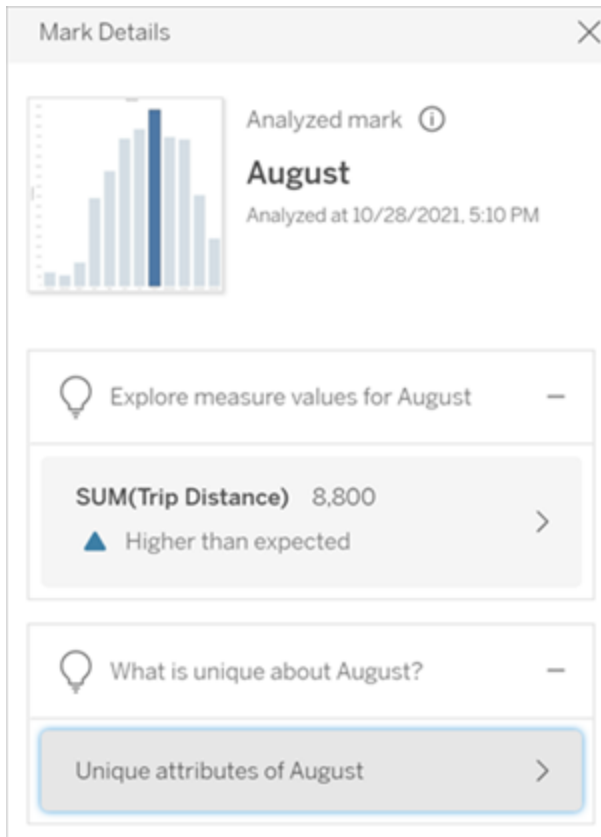 Mark Details
Analyzed mark
August
Analyzed at 10/28/2021, 5:10 PM
Explore measure values for August
SUM(Trip Distance) 8,800
Higher than expected
What is unique about August?
Unique attributes of August